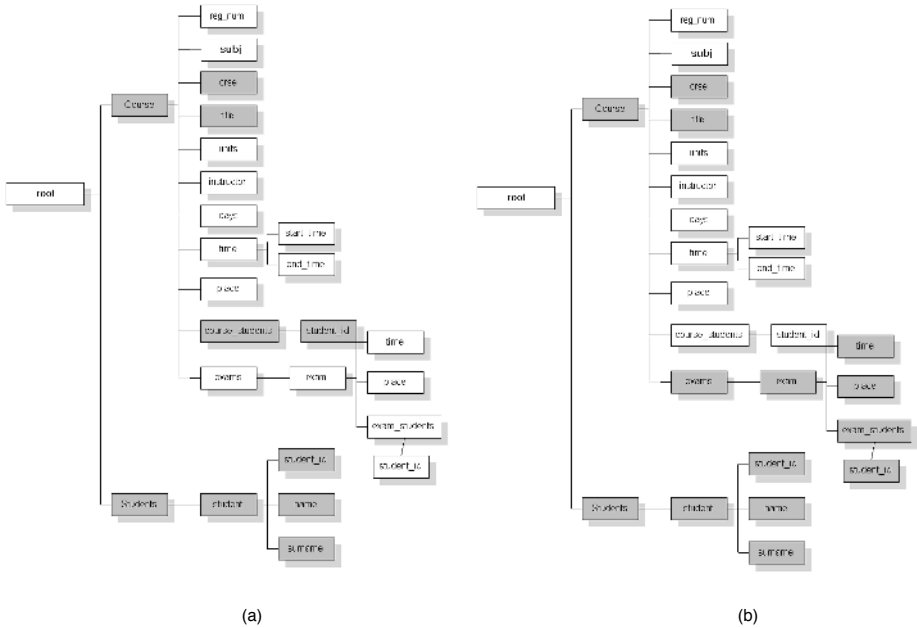 reg_num
subj
crse
title
Course
units
root
instructor
days
start_time
time
end_time
place
course_students
student_id
time
exams
exam
place
exam_students
student_id
student_id
Students
student
name
surname
(a)
reg_num
subj
crse
title
Course
units
root
instructor
days
start_time
time
end_time
place
course_students
student_id
time
exams
exam
place
exam_students
student_id
student_id
Students
student
name
surname
(b)